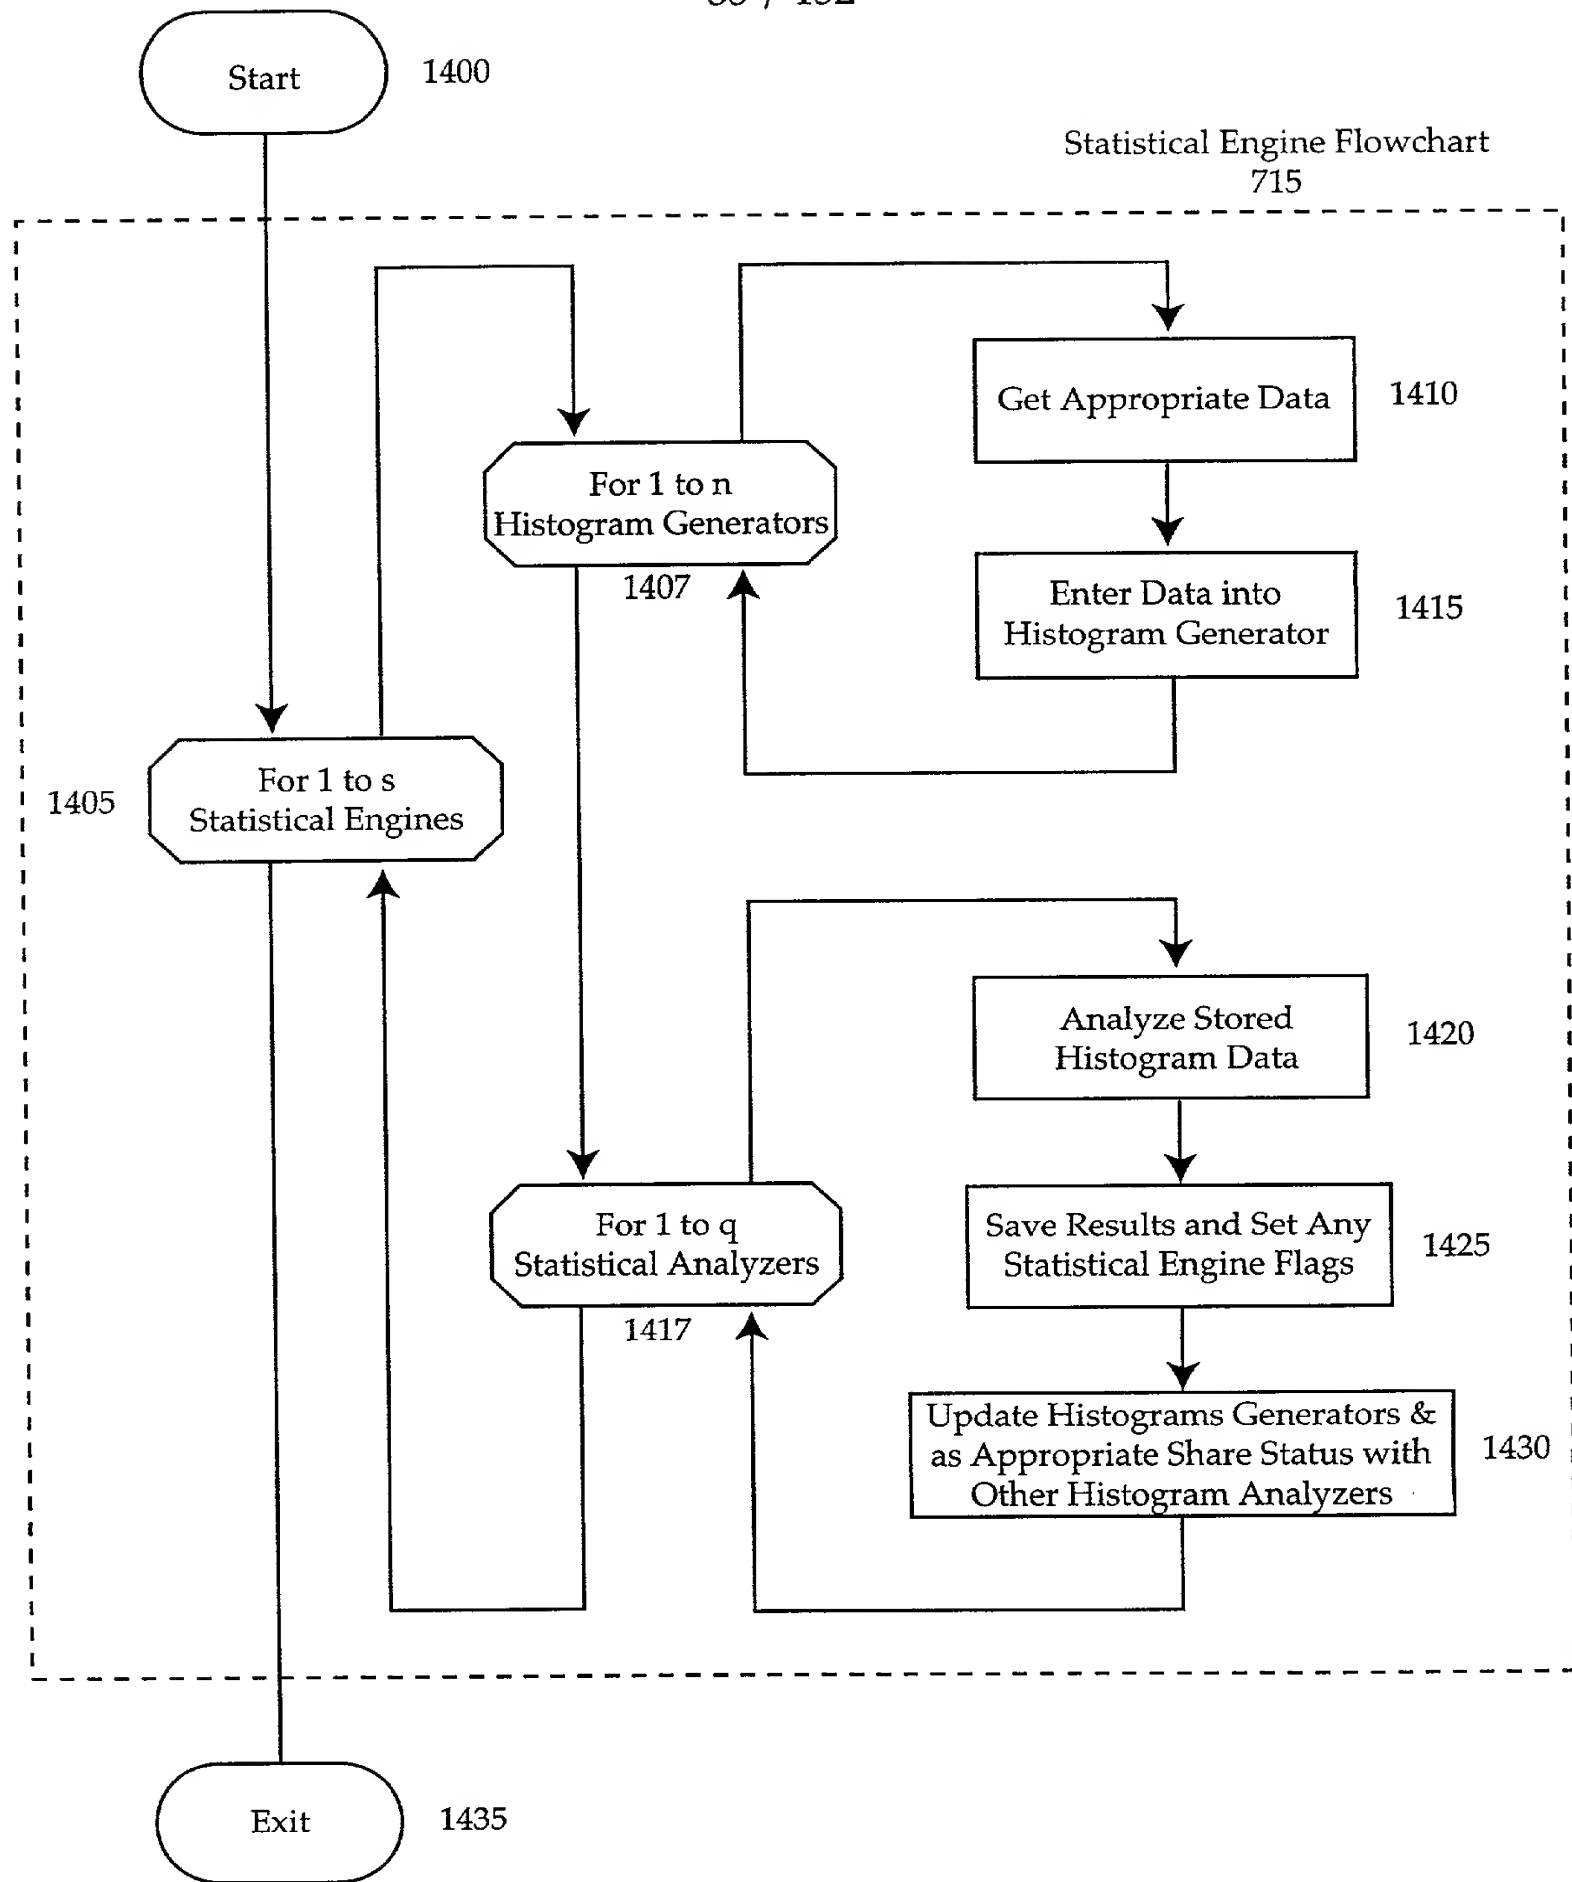 Start
1400
Statistical Engine Flowchart
715
Get Appropriate Data
1410
For 1 to n
Histogram Generators
1407
Enter Data into
Histogram Generator
1415
For 1 to s
Statistical Engines
1405
Analyze Stored
Histogram Data
1420
For 1 to q
Statistical Analyzers
1417
Save Results and Set Any
Statistical Engine Flags
1425
Update Histograms Generators &
as Appropriate Share Status with
Other Histogram Analyzers
1430
Exit
1435